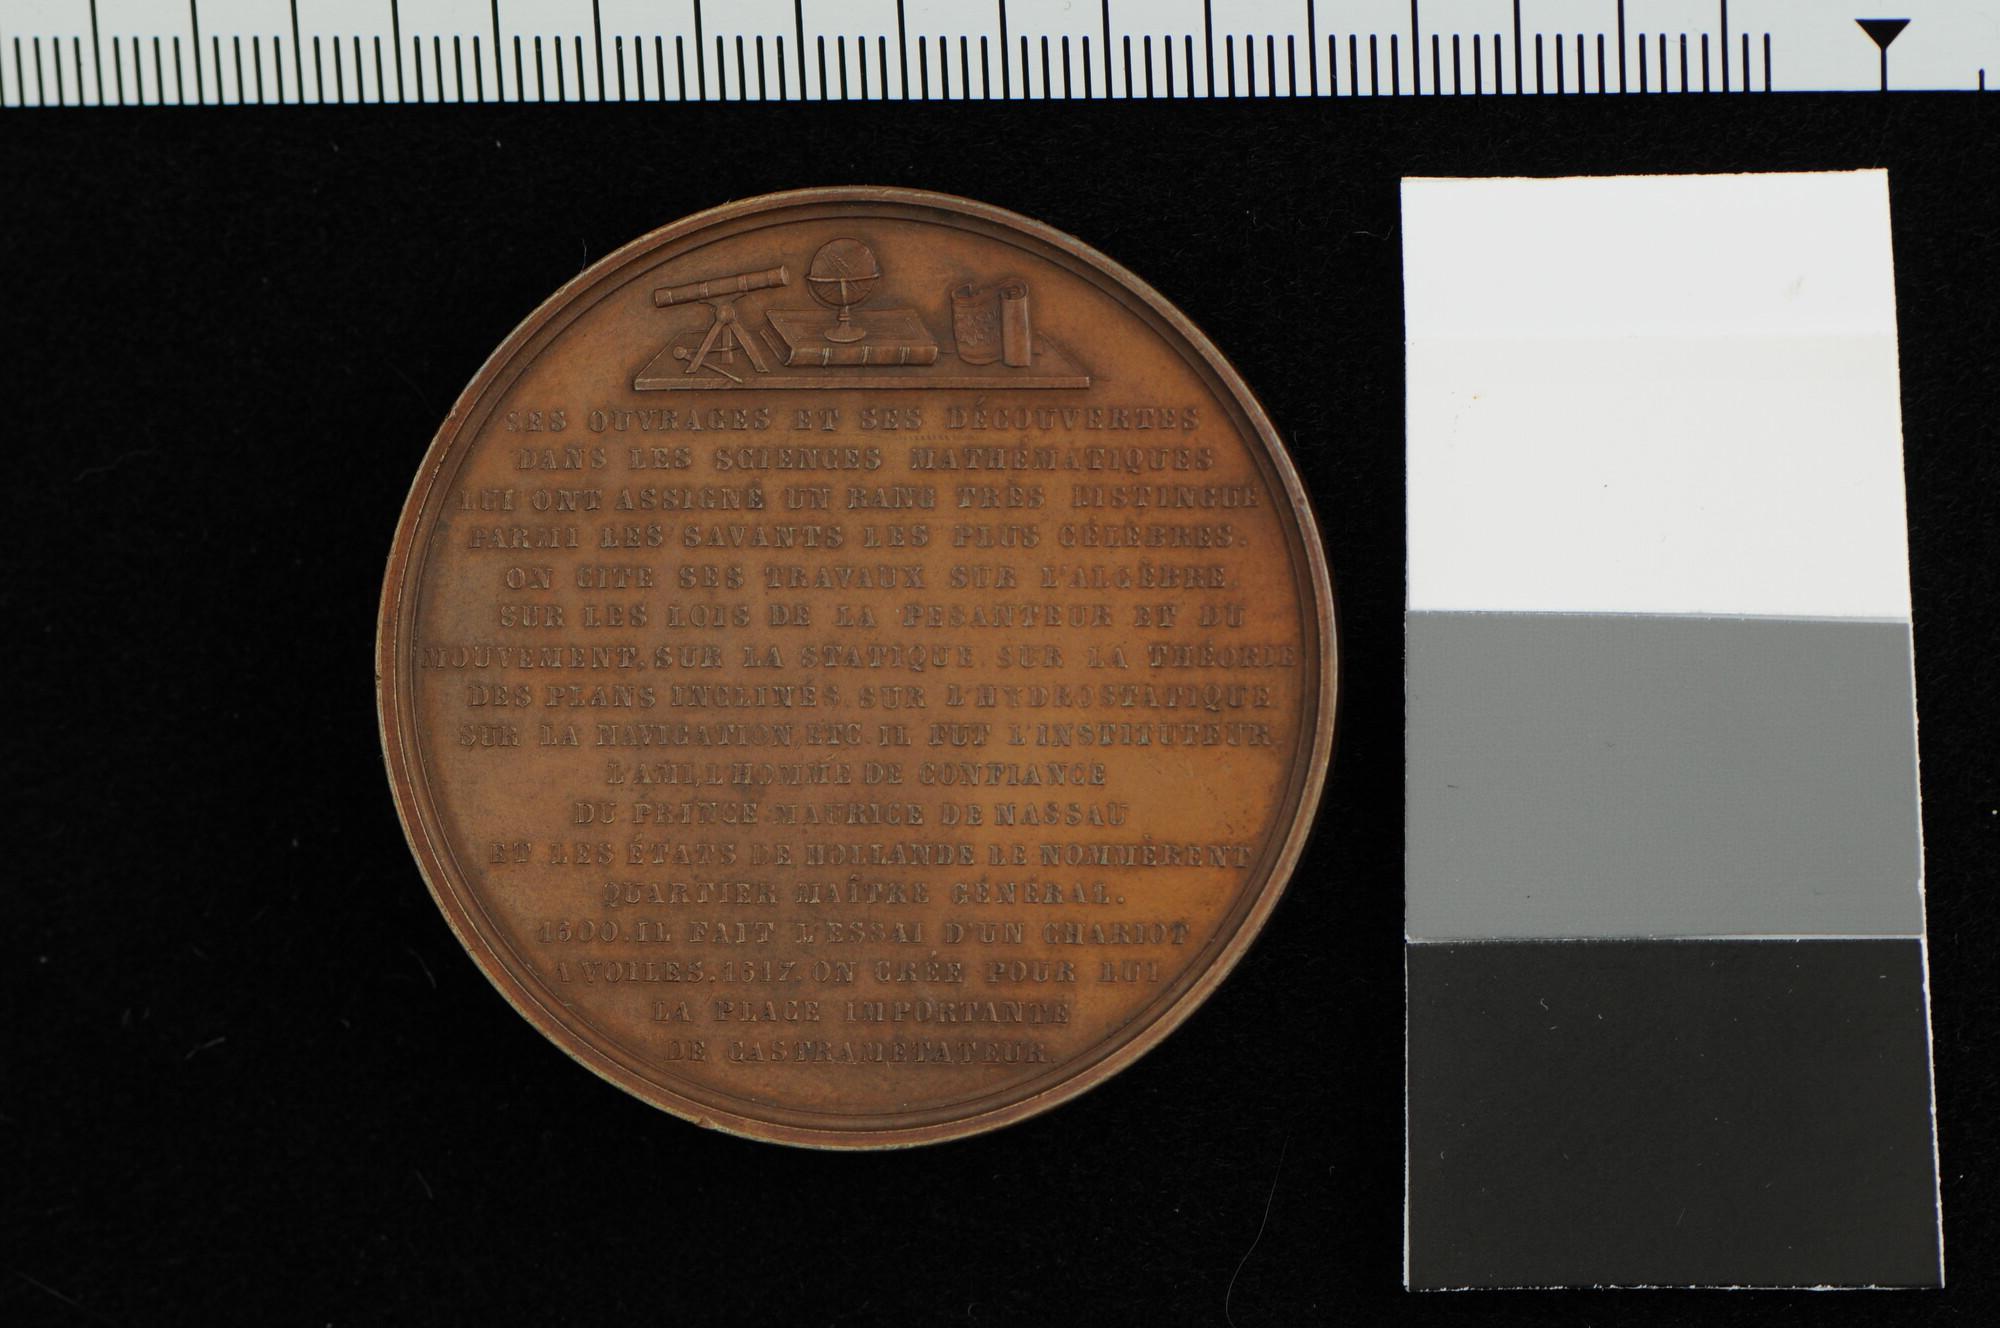 SES OUVRAGES ET SES DÉCOUVERTES
DANS LES SCIENCES MATHÉMATIQUES
LUI ONT ASSIGNÉ UN RANG TRÈS DISTINGUÉ
PARMI LES SAVANTS LES PLUS CÉLÈBRES.
ON CITE SES TRAVAUX SUR L'ALGÈBRE.
SUR LES LOIS DE LA PESANTEUR ET DU
MOUVEMENT, SUR LA STATIQUE. SUR LA THÉORIE
DES PLANS INCLINÉS. SUR L'HYDROSTATIQUE
SUR LA NAVIGATION, ETC. IL FUT L'INSTITUTEUR,
L'AMI, L'HOMME DE CONFIANCE
DU PRINCE MAURICE DE NASSAU
ET LES ÉTATS DE HOLLANDE LE NOMMÈRENT
QUARTIER MAÎTRE GÉNÉRAL.
1600. IL FAIT L'ESSAI D'UN CHARIOT
A VOILES. 1617. ON CRÉE POUR LUI
LA PLACE IMPORTANTE
DE CASTRAMETATEUR.